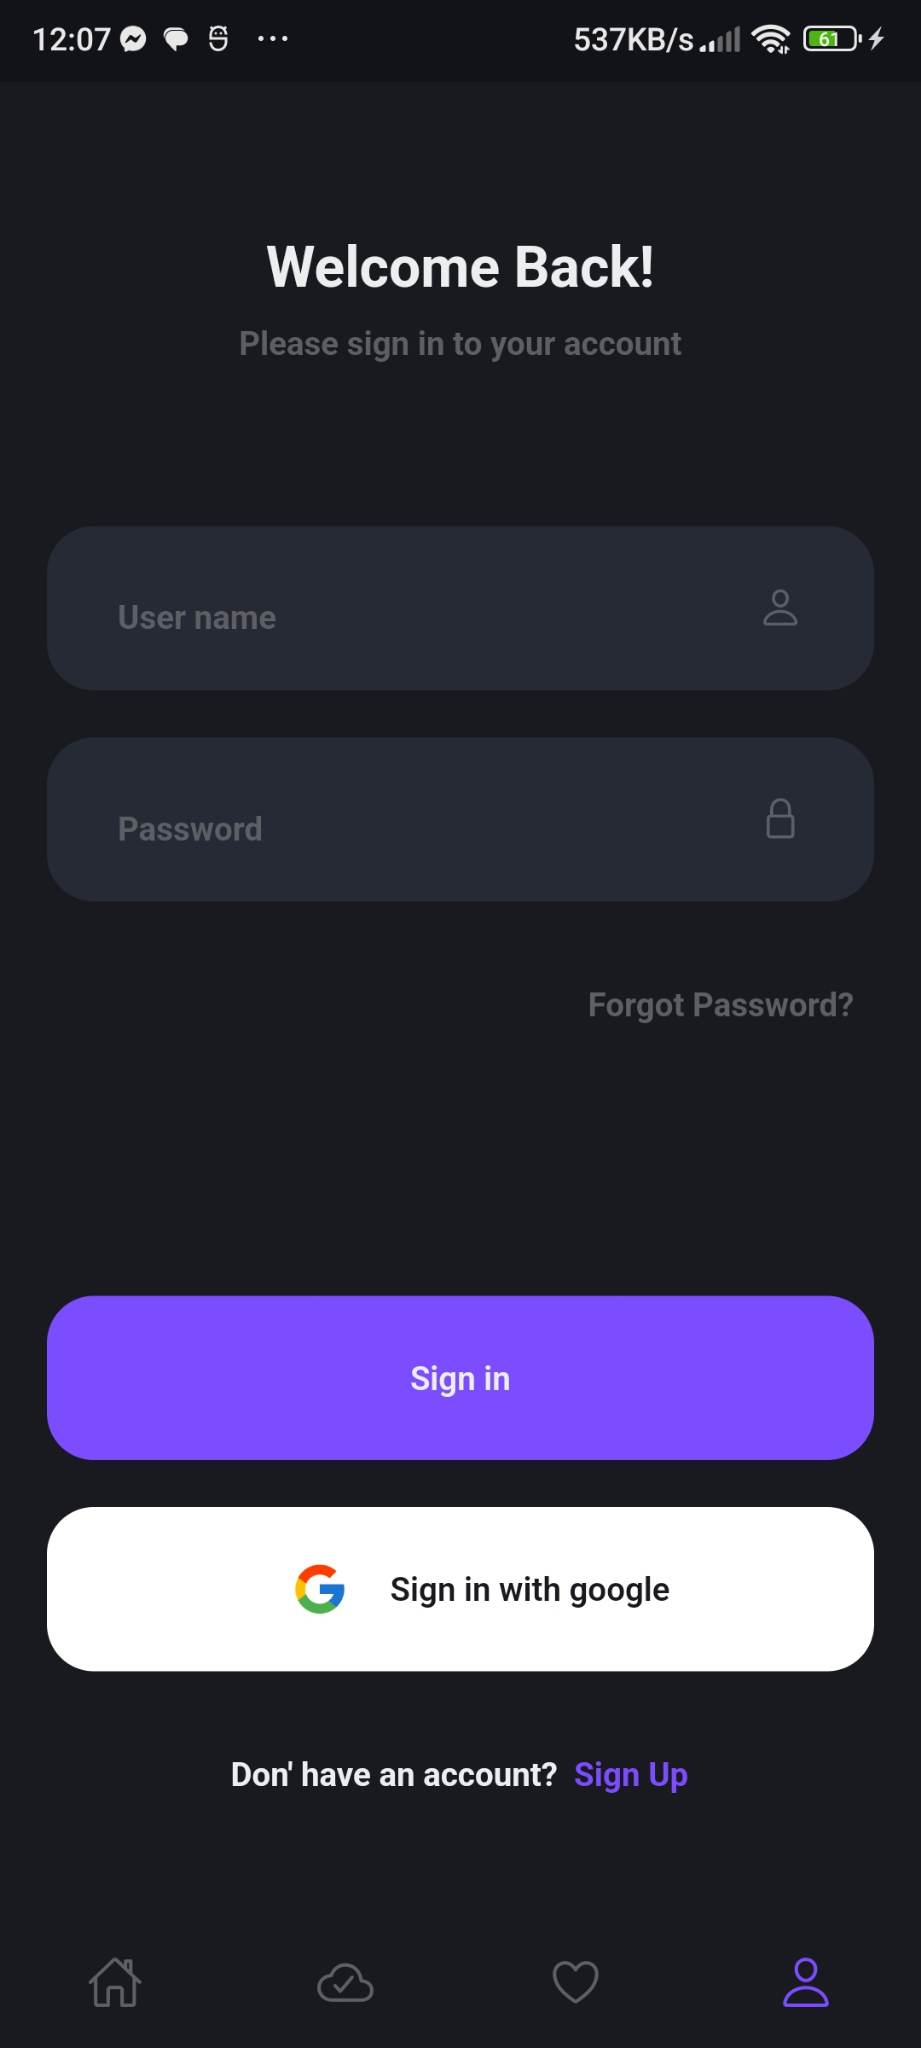 12:07 537KB/s 61
Welcome Back!
Please sign in to your account
User name
Password
Forgot Password?
Sign in
Sign in with google
Don' have an account? Sign Up